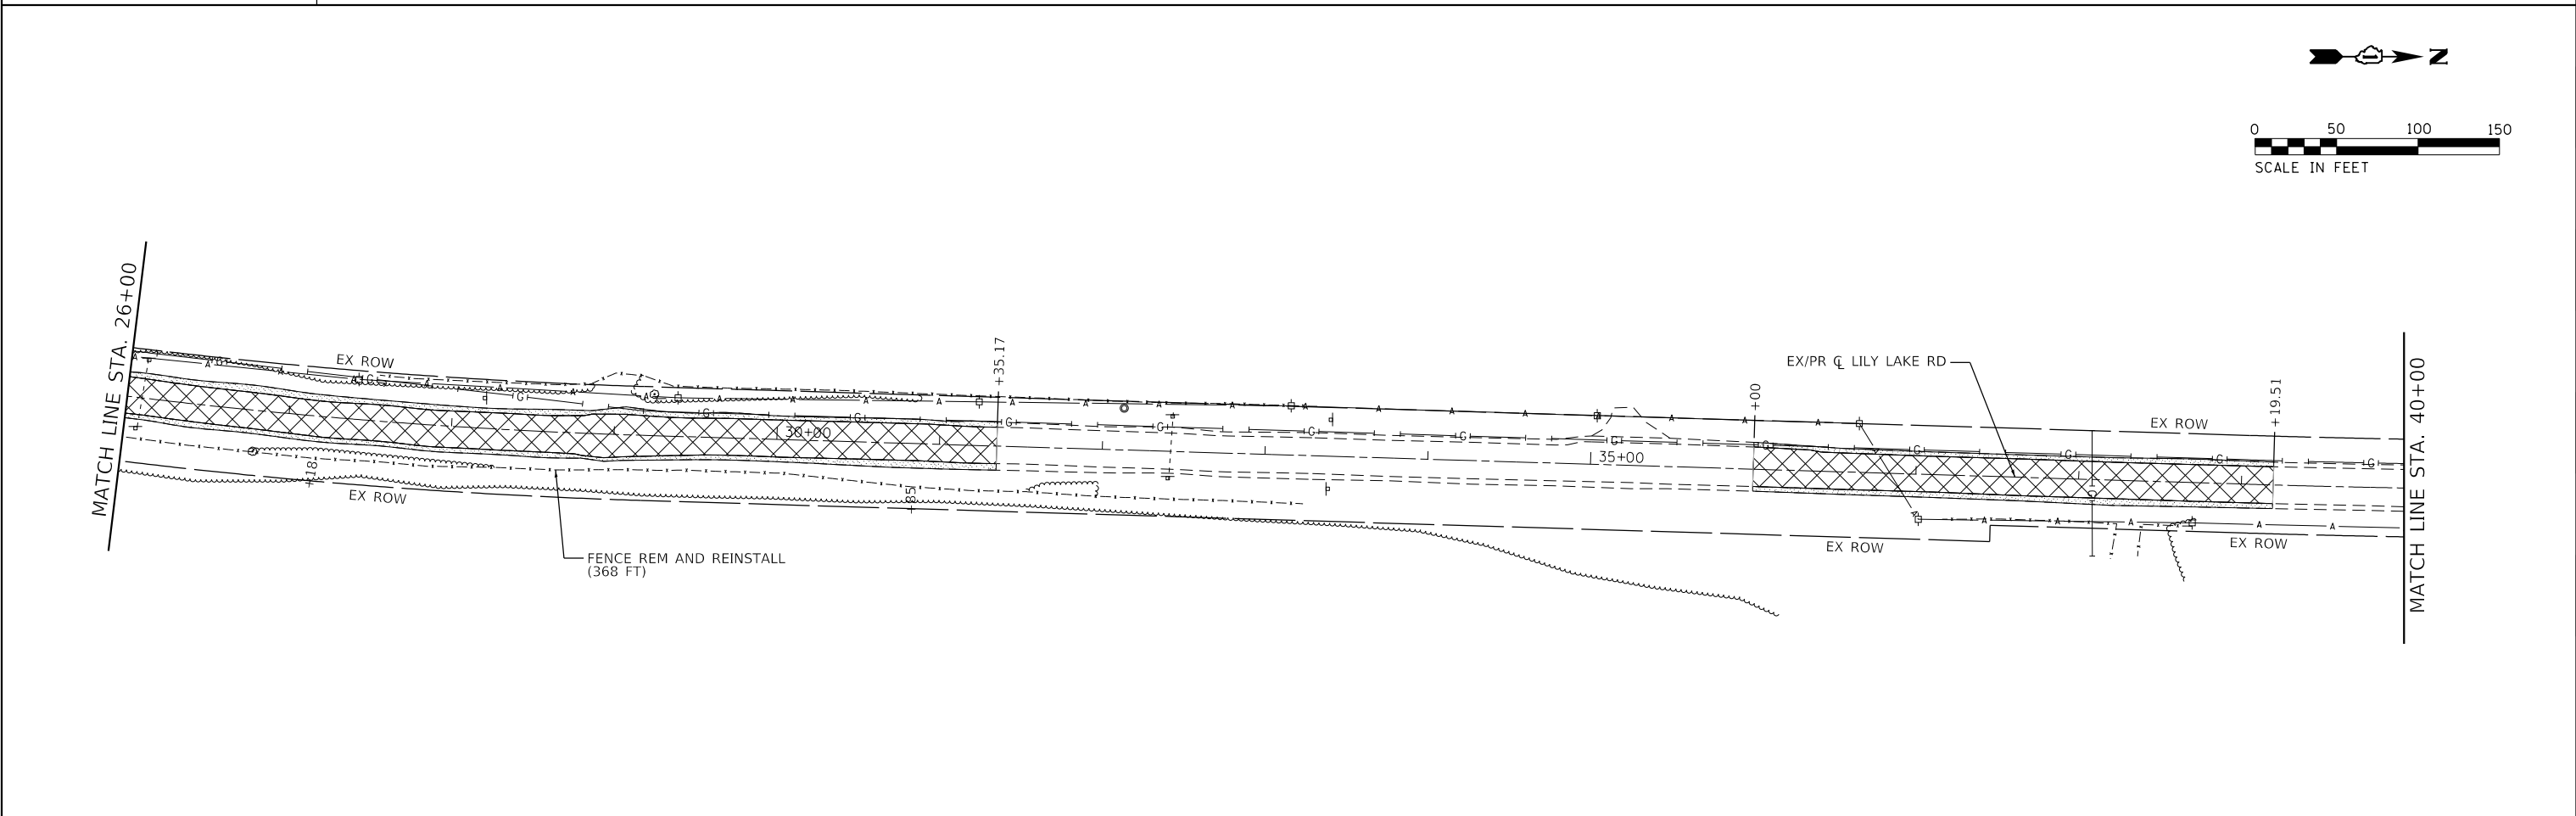 N
0 50 100 150
SCALE IN FEET
MATCH LINE STA. 26+00
EX ROW
+35.17
EX/PR ℄ LILY LAKE RD
+00
+19.51
EX ROW
MATCH LINE STA. 40+00
30+00
35+00
+18
+85
EX ROW
EX ROW
EX ROW
FENCE REM AND REINSTALL
(368 FT)